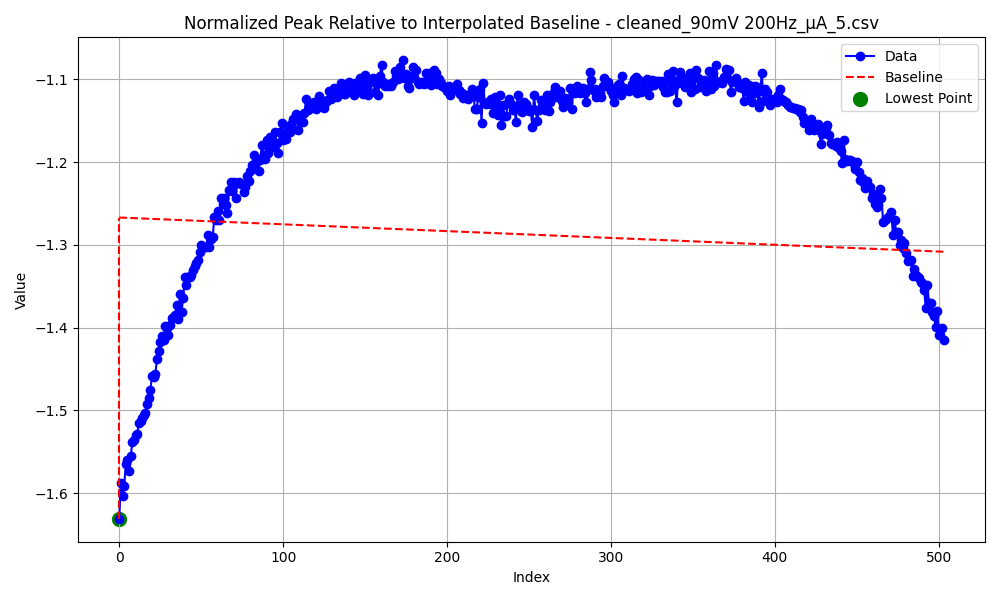 Normalized Peak Relative to Interpolated Baseline - cleaned_90mV 200Hz_μA_5.csv
Data
Baseline
Lowest Point
Value
−1.1
−1.2
−1.3
−1.4
−1.5
−1.6
0 100 200 300 400 500
Index